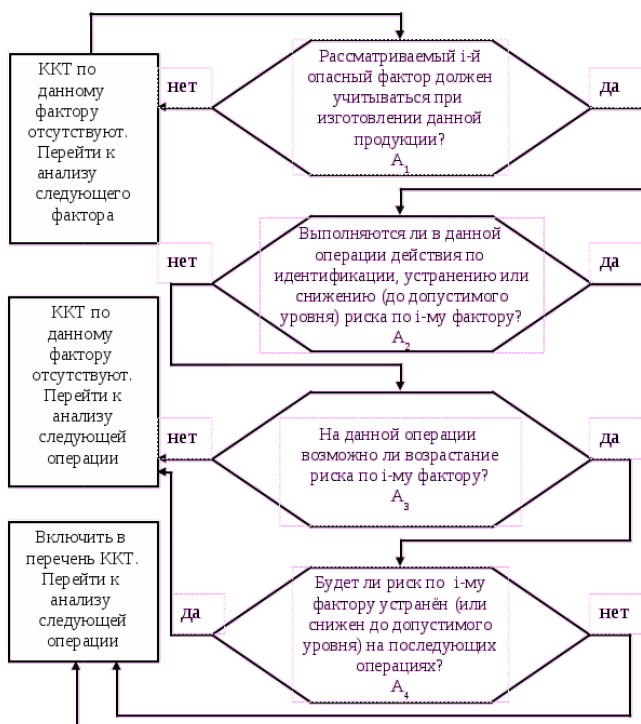 ККТ по
данному
фактору
отсутствуют.
Перейти к
анализу
следующего
фактора
нет
Рассматриваемый i-й
опасный фактор должен
учитываться при
изготовлении данной
продукции?
А1
да
нет
Выполняются ли в данной
операции действия по
идентификации, устранению или
снижению (до допустимого
уровня) риска по i-му фактору?
А2
да
ККТ по
данному
фактору
отсутствуют.
Перейти к
анализу
следующей
операции
нет
На данной операции
возможно ли возрастание
риска по i-му фактору?
А3
да
Включить в
перечень ККТ.
Перейти к
анализу
следующей
операции
да
Будет ли риск по i-му
фактору устранён (или
снижен до допустимого
уровня) на последующих
операциях?
А4
нет